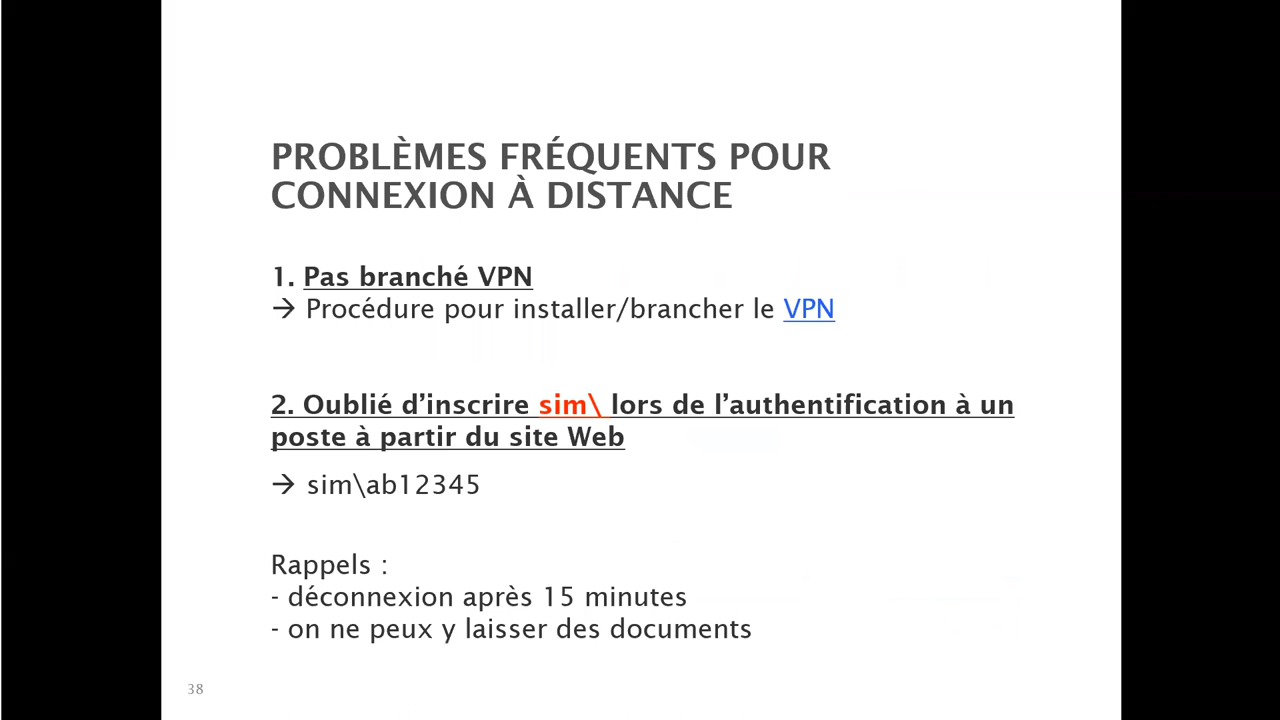 PROBLÈMES FRÉQUENTS POUR
CONNEXION À DISTANCE
1. Pas branché VPN
→ Procédure pour installer/brancher le VPN
2. Oublié d’inscrire sim\ lors de l’authentification à un
poste à partir du site Web
→ sim\ab12345
Rappels :
- déconnexion après 15 minutes
- on ne peux y laisser des documents
38